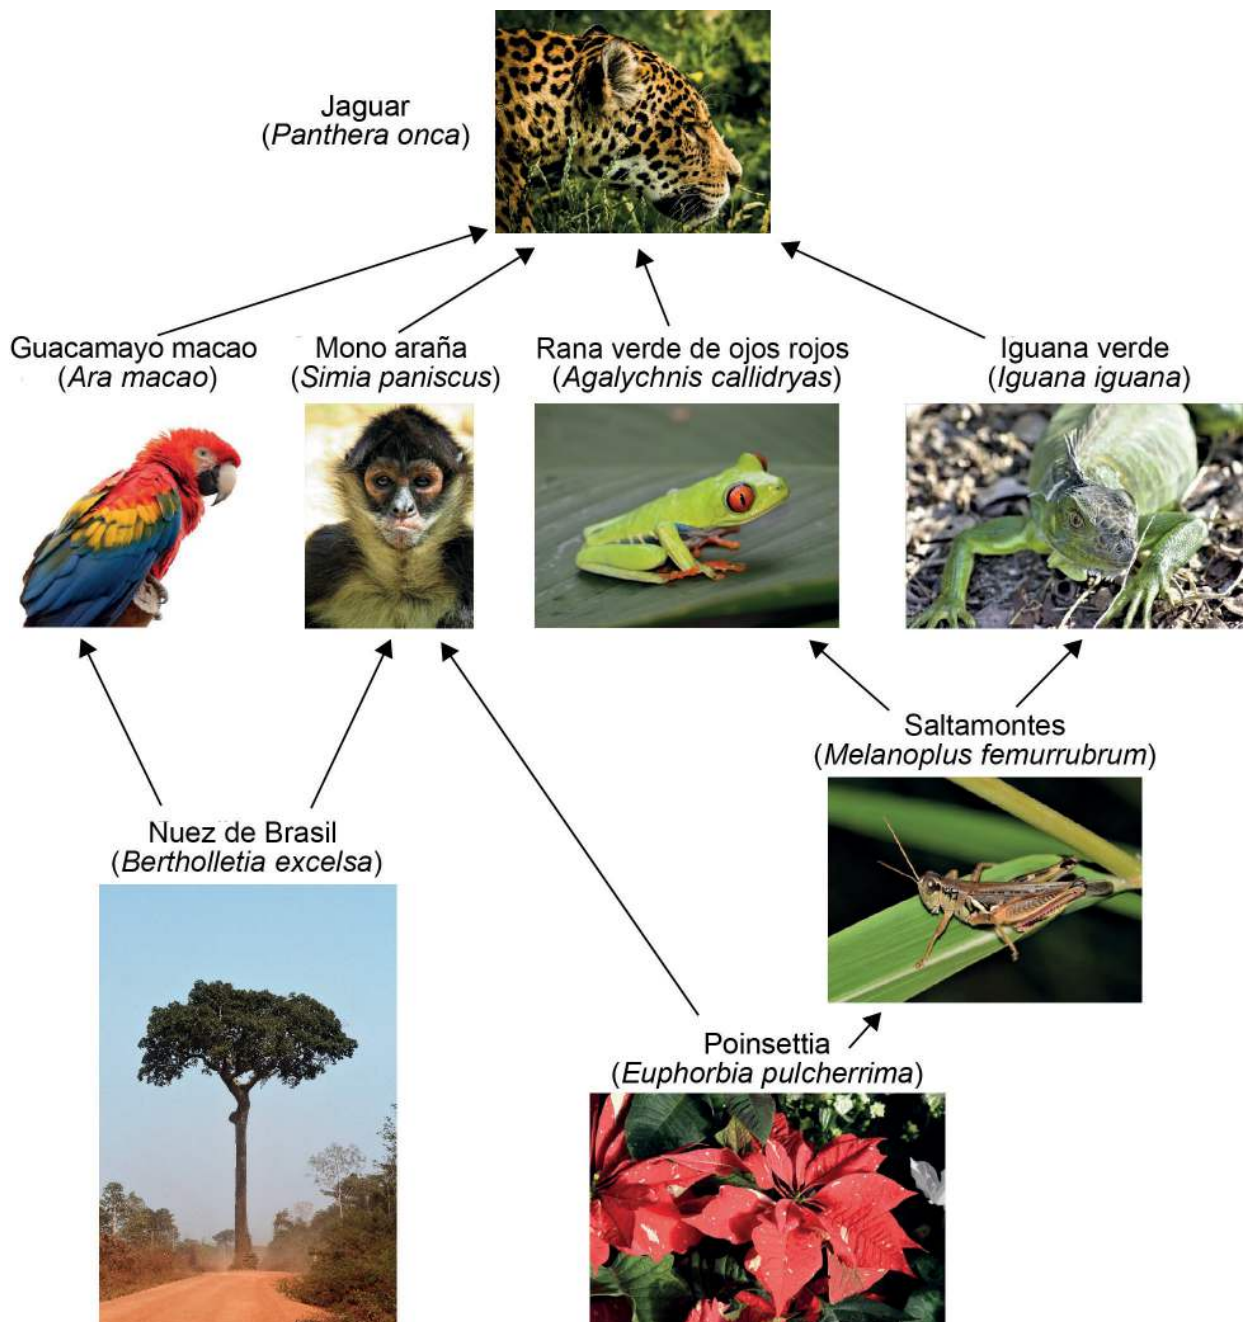 Jaguar
(Panthera onca)
Guacamayo macao
(Ara macao)
Mono araña
(Simia paniscus)
Rana verde de ojos rojos
(Agalychnis callidryas)
Iguana verde
(Iguana iguana)
Saltamontes
(Melanoplus femurrubrum)
Nuez de Brasil
(Bertholletia excelsa)
Poinsettia
(Euphorbia pulcherrima)